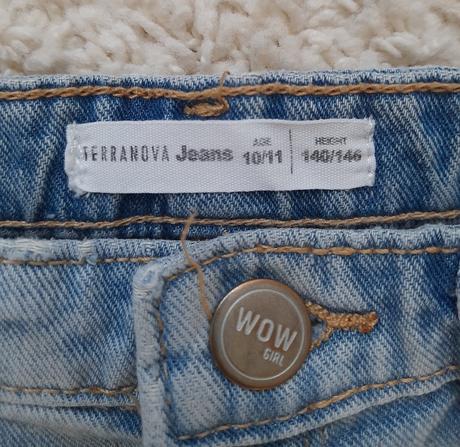 TERRANOVA Jeans
AGE
10/11
HEIGHT
140/146
WOW
GIRL